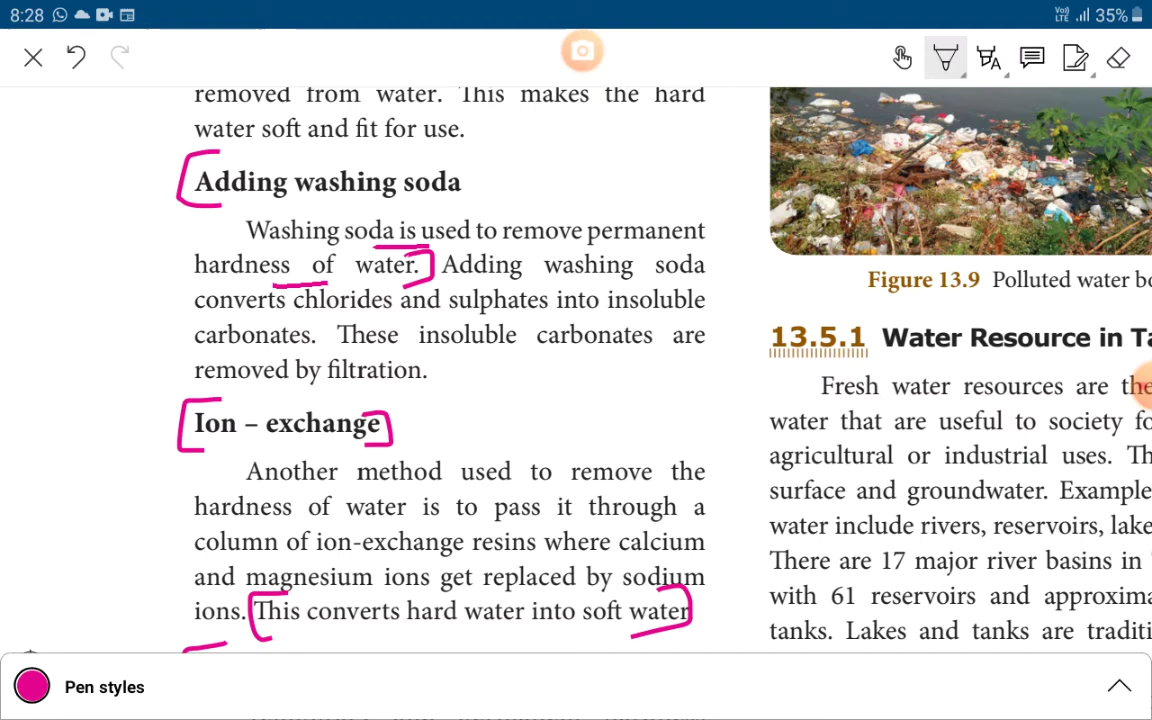 8:28
35%
removed from water. This makes the hard
water soft and fit for use.
Adding washing soda
Washing soda is used to remove permanent
hardness of water. Adding washing soda
converts chlorides and sulphates into insoluble
carbonates. These insoluble carbonates are
removed by filtration.
Ion – exchange
Another method used to remove the
hardness of water is to pass it through a
column of ion-exchange resins where calcium
and magnesium ions get replaced by sodium
ions. This converts hard water into soft water
Figure 13.9 Polluted water bo
13.5.1 Water Resource in Ta
Fresh water resources are the
water that are useful to society fo
agricultural or industrial uses. Th
surface and groundwater. Example
water include rivers, reservoirs, lake
There are 17 major river basins in
with 61 reservoirs and approxima
tanks. Lakes and tanks are traditi
Pen styles